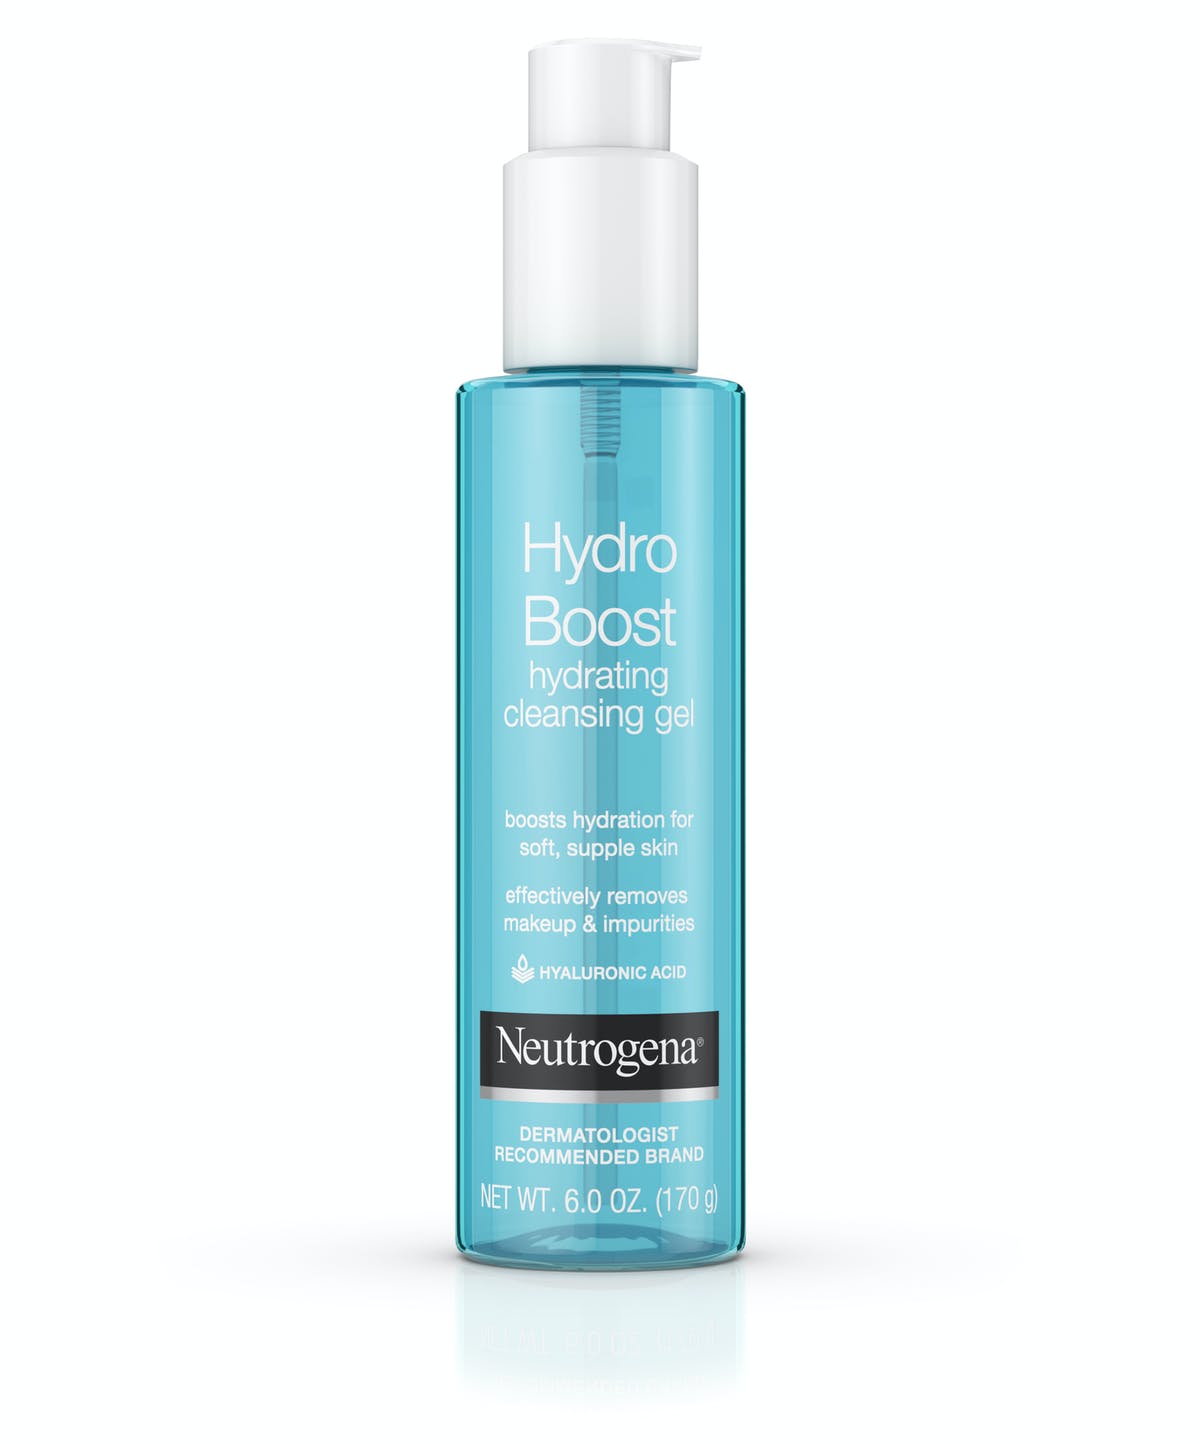 Hydro
Boost
hydrating
cleansing gel
boosts hydration for
soft, supple skin
effectively removes
makeup & impurities
HYALURONIC ACID
Neutrogena®
DERMATOLOGIST
RECOMMENDED BRAND
NET WT. 6.0 OZ. (170 g)